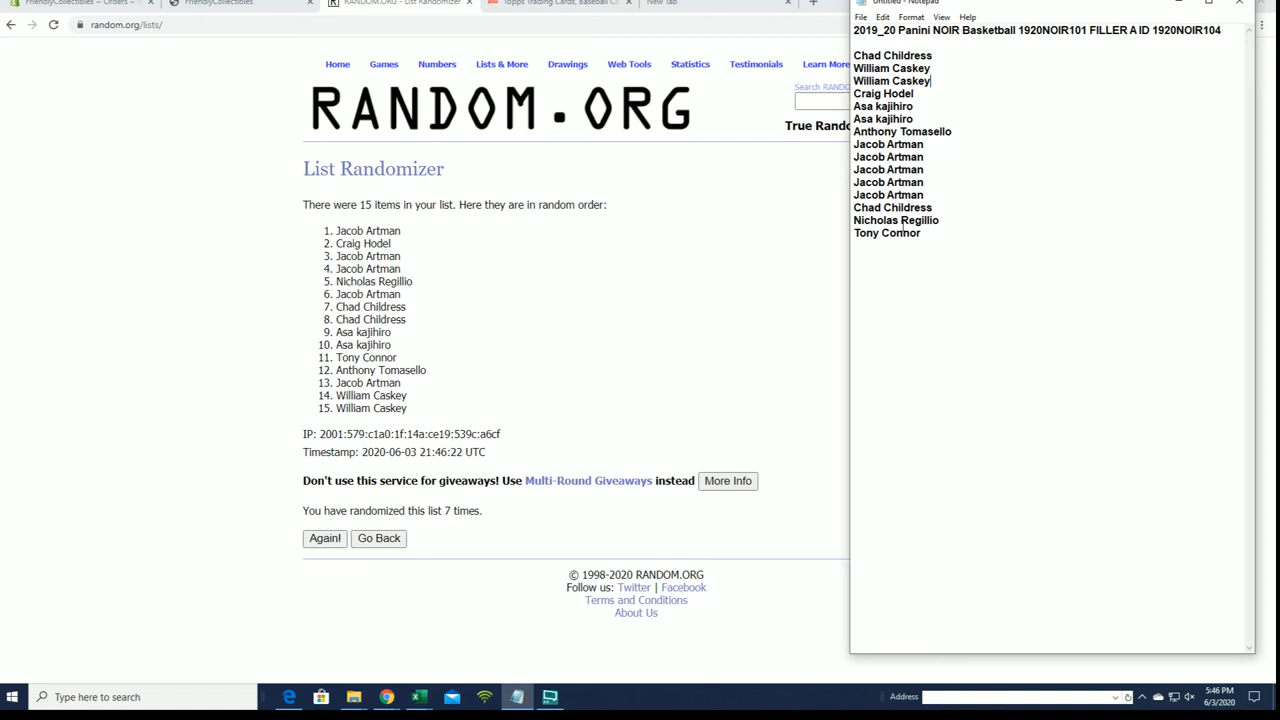 FriendlyCollectibles – Orders – S
FriendlyCollectibles
RANDOM.ORG - List Randomizer
Topps Trading Cards, Baseball C
New Tab
Untitled - Notepad
random.org/lists/
File Edit Format View Help
2019_20 Panini NOIR Basketball 1920NOIR101 FILLER A ID 1920NOIR104
Chad Childress
William Caskey
William Caskey
Craig Hodel
Asa kajihiro
Asa kajihiro
Anthony Tomasello
Jacob Artman
Jacob Artman
Jacob Artman
Jacob Artman
Jacob Artman
Chad Childress
Nicholas Regillio
Tony Connor
Home Games Numbers Lists & More Drawings Web Tools Statistics Testimonials Learn More
Search RANDO
RANDOM.ORG
True Rando
List Randomizer
There were 15 items in your list. Here they are in random order:
1. Jacob Artman
2. Craig Hodel
3. Jacob Artman
4. Jacob Artman
5. Nicholas Regillio
6. Jacob Artman
7. Chad Childress
8. Chad Childress
9. Asa kajihiro
10. Asa kajihiro
11. Tony Connor
12. Anthony Tomasello
13. Jacob Artman
14. William Caskey
15. William Caskey
IP: 2001:579:c1a0:1f:14a:ce19:539c:a6cf
Timestamp: 2020-06-03 21:46:22 UTC
Don't use this service for giveaways! Use Multi-Round Giveaways instead More Info
You have randomized this list 7 times.
Again! Go Back
© 1998-2020 RANDOM.ORG
Follow us: Twitter | Facebook
Terms and Conditions
About Us
Type here to search
Address
5:46 PM
6/3/2020